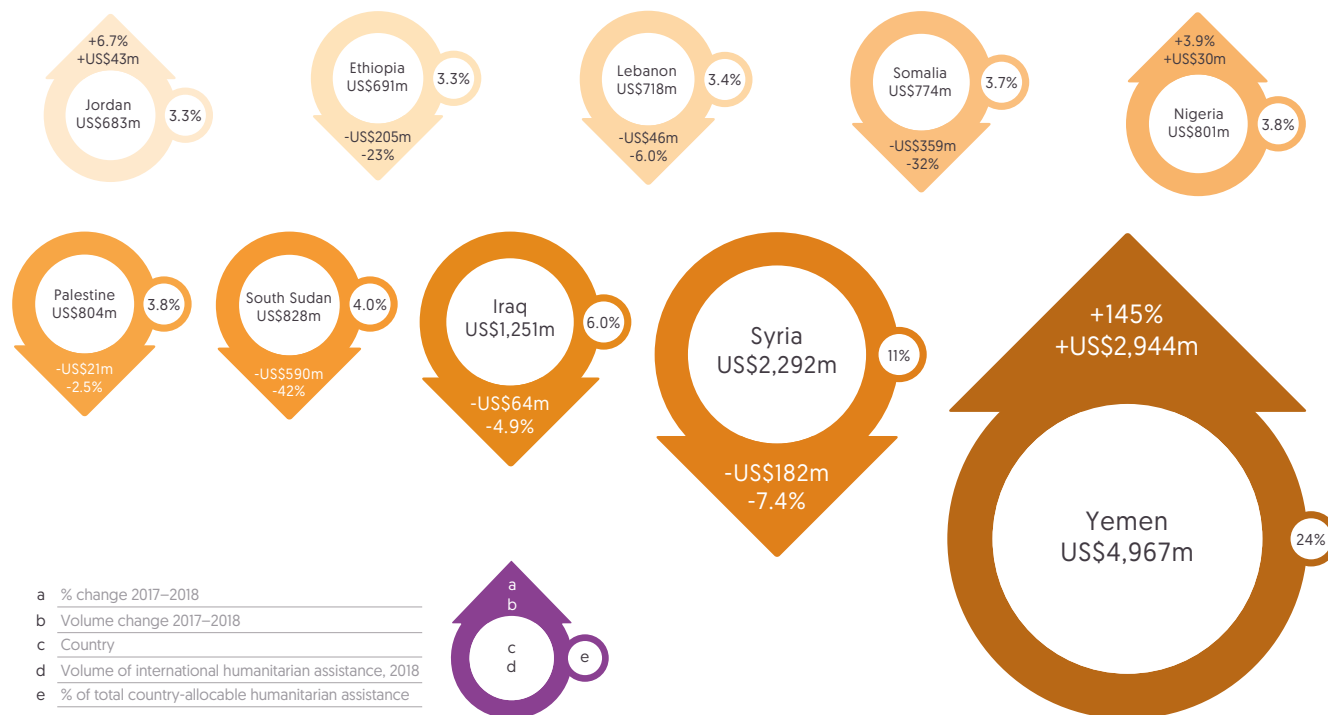 +6.7%
+US$43m
Jordan
US$683m
3.3%
Ethiopia
US$691m
3.3%
-US$205m
-23%
Lebanon
US$718m
3.4%
-US$46m
-6.0%
Somalia
US$774m
3.7%
-US$359m
-32%
+3.9%
+US$30m
Nigeria
US$801m
3.8%
Palestine
US$804m
3.8%
-US$21m
-2.5%
South Sudan
US$828m
4.0%
-US$590m
-42%
Iraq
US$1,251m
6.0%
-US$64m
-4.9%
Syria
US$2,292m
11%
-US$182m
-7.4%
+145%
+US$2,944m
Yemen
US$4,967m
24%
a % change 2017–2018
b Volume change 2017–2018
c Country
d Volume of international humanitarian assistance, 2018
e % of total country-allocable humanitarian assistance
a
b
c
d
e